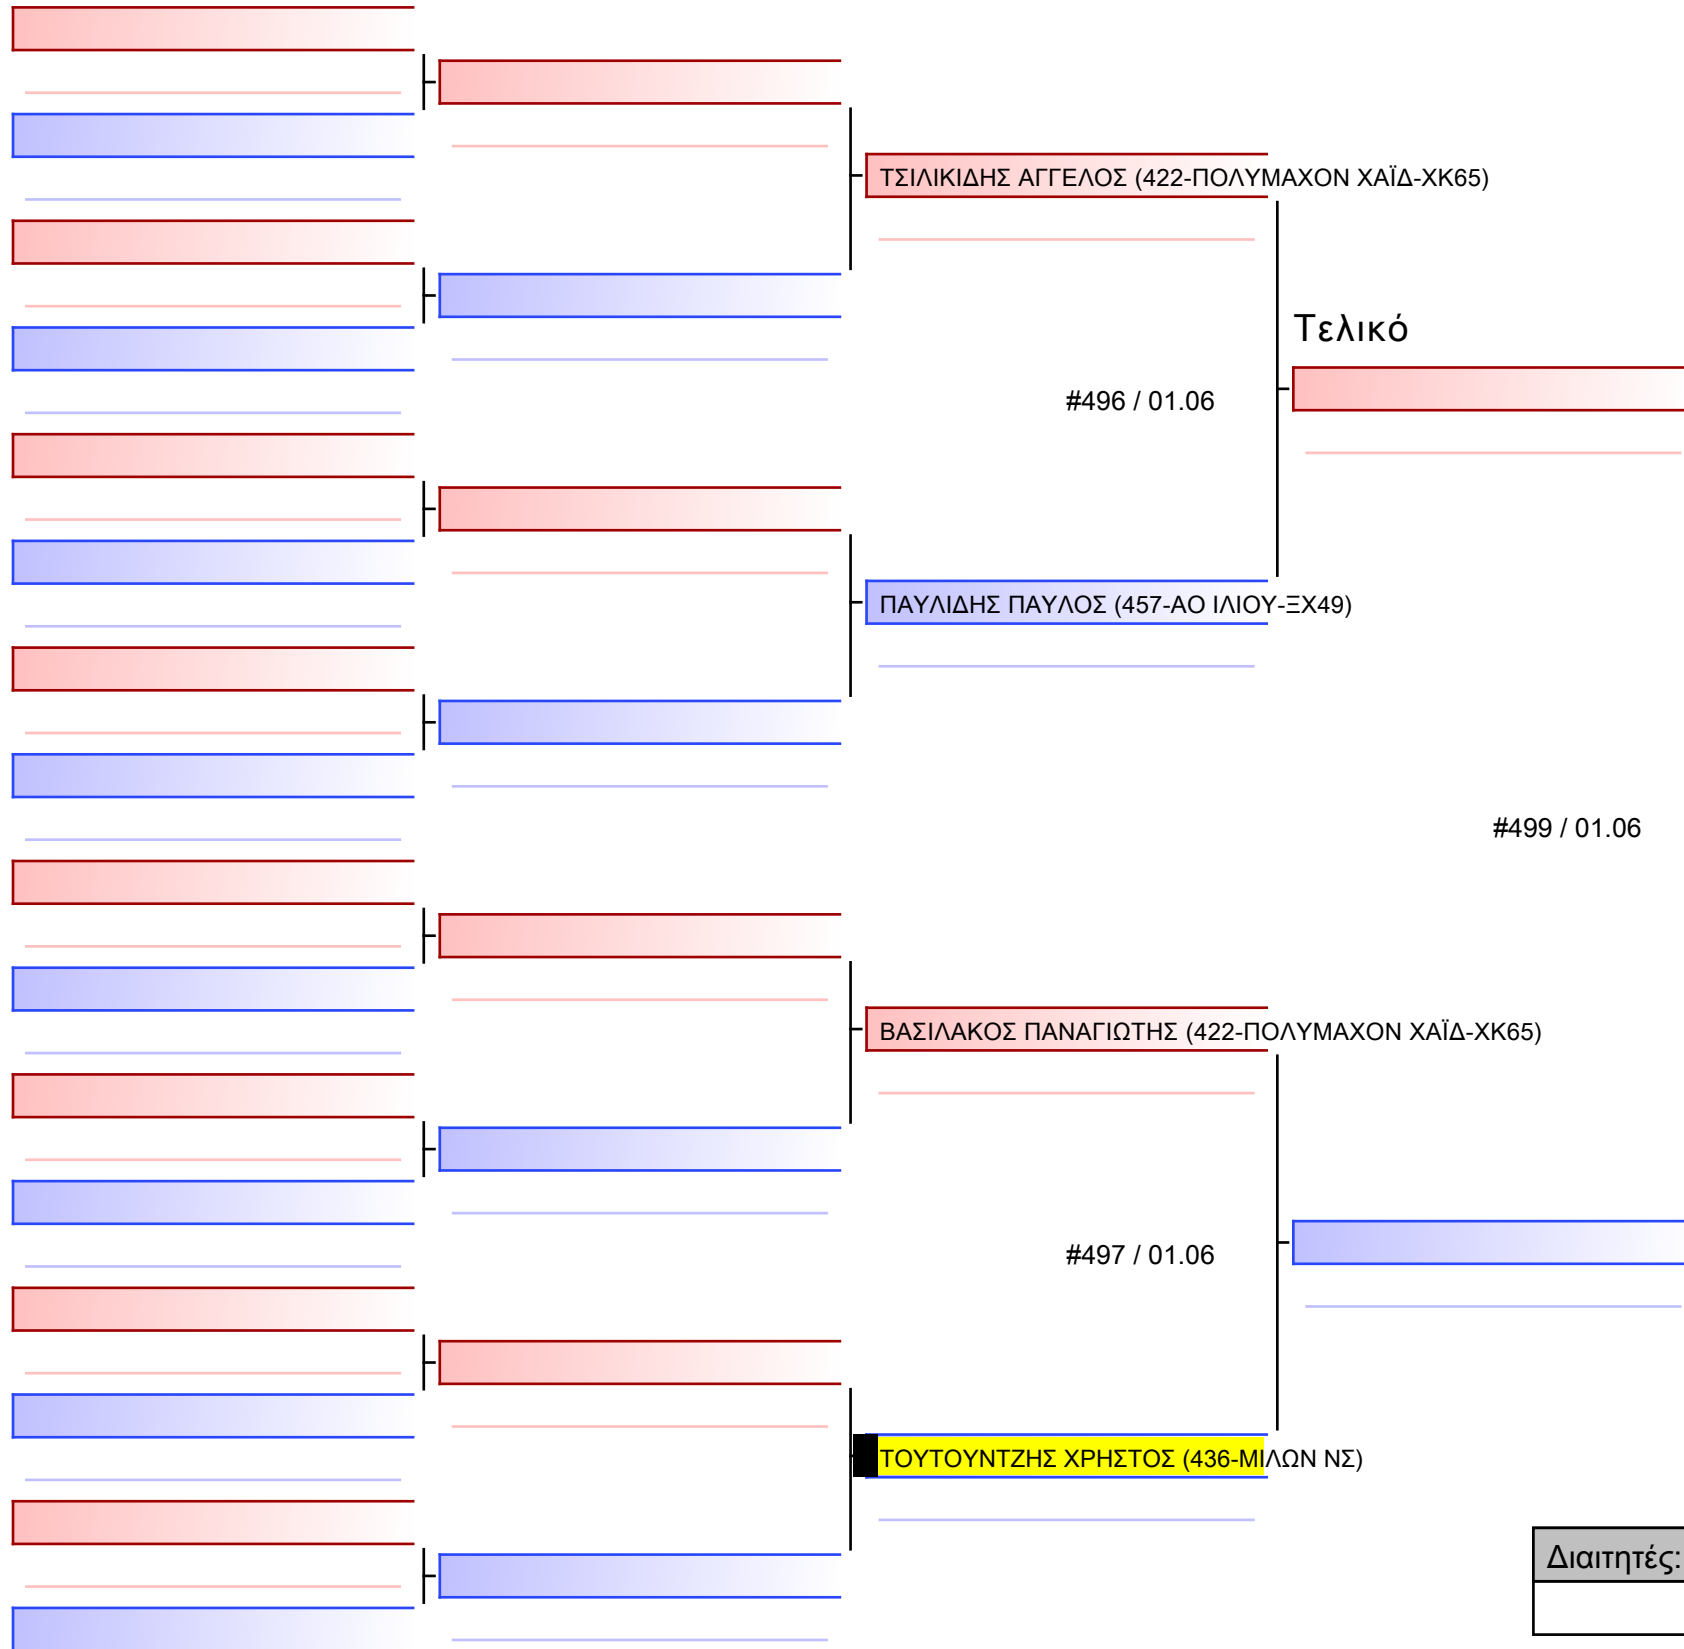 ΤΣΙΛΙΚΙΔΗΣ ΑΓΓΕΛΟΣ (422-ΠΟΛΥΜΑΧΟΝ ΧΑΪΔ-ΧΚ65)
Τελικό
#496 / 01.06
ΠΑΥΛΙΔΗΣ ΠΑΥΛΟΣ (457-ΑΟ ΙΛΙΟΥ-ΞΧ49)
#499 / 01.06
ΒΑΣΙΛΑΚΟΣ ΠΑΝΑΓΙΩΤΗΣ (422-ΠΟΛΥΜΑΧΟΝ ΧΑΪΔ-ΧΚ65)
#497 / 01.06
ΤΟΥΤΟΥΝΤΖΗΣ ΧΡΗΣΤΟΣ (436-ΜΙΛΩΝ ΝΣ)
Διαιτητές: